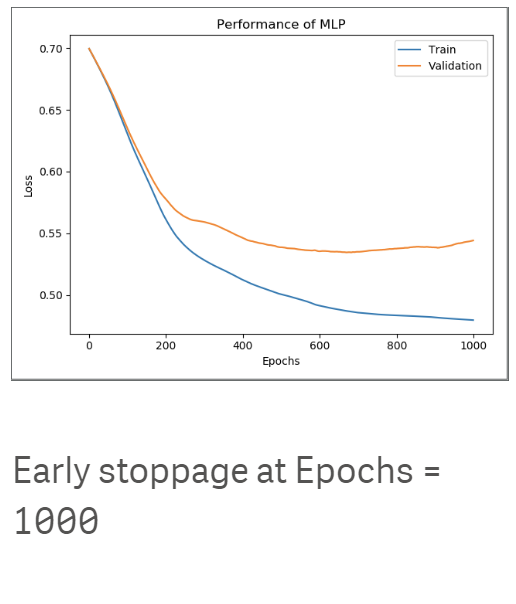 Performance of MLP
Train
Validation
0.70
0.65
0.60
0.55
0.50
Loss
0 200 400 600 800 1000
Epochs
Early stoppage at Epochs =
1000